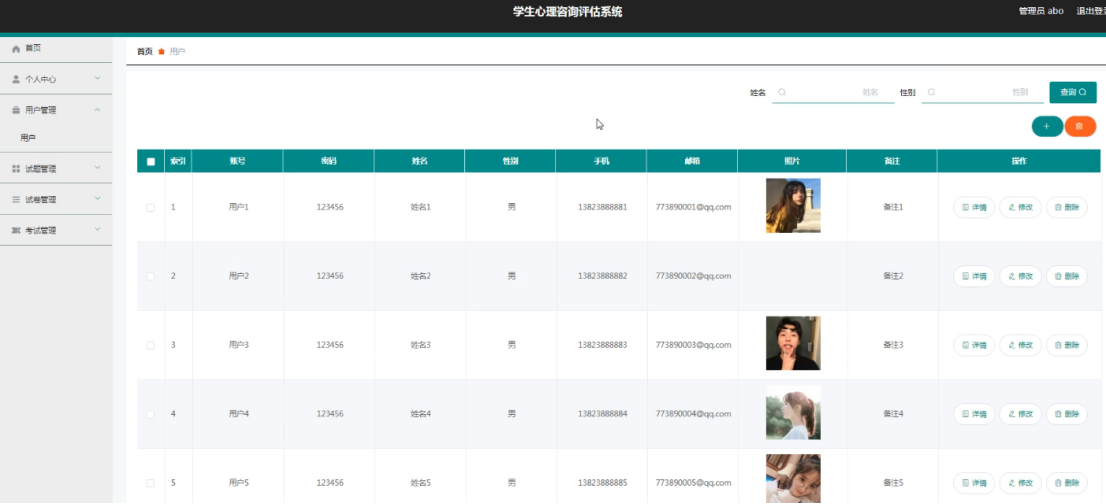 学生心理咨询评估系统
管理员 abo 退出登
首页
个人中心
用户管理
用户
试题管理
试卷管理
考试管理
首页 用户
姓名 姓名 性别 性别 查询
索引 账号 密码 姓名 性别 手机 邮箱 照片 备注 操作
1 用户1 123456 姓名1 男 13823888881 773890001@qq.com 备注1 详情 修改 删除
2 用户2 123456 姓名2 男 13823888882 773890002@qq.com 备注2 详情 修改 删除
3 用户3 123456 姓名3 男 13823888883 773890003@qq.com 备注3 详情 修改 删除
4 用户4 123456 姓名4 男 13823888884 773890004@qq.com 备注4 详情 修改 删除
5 用户5 123456 姓名5 男 13823888885 773890005@qq.com 备注5 详情 修改 删除